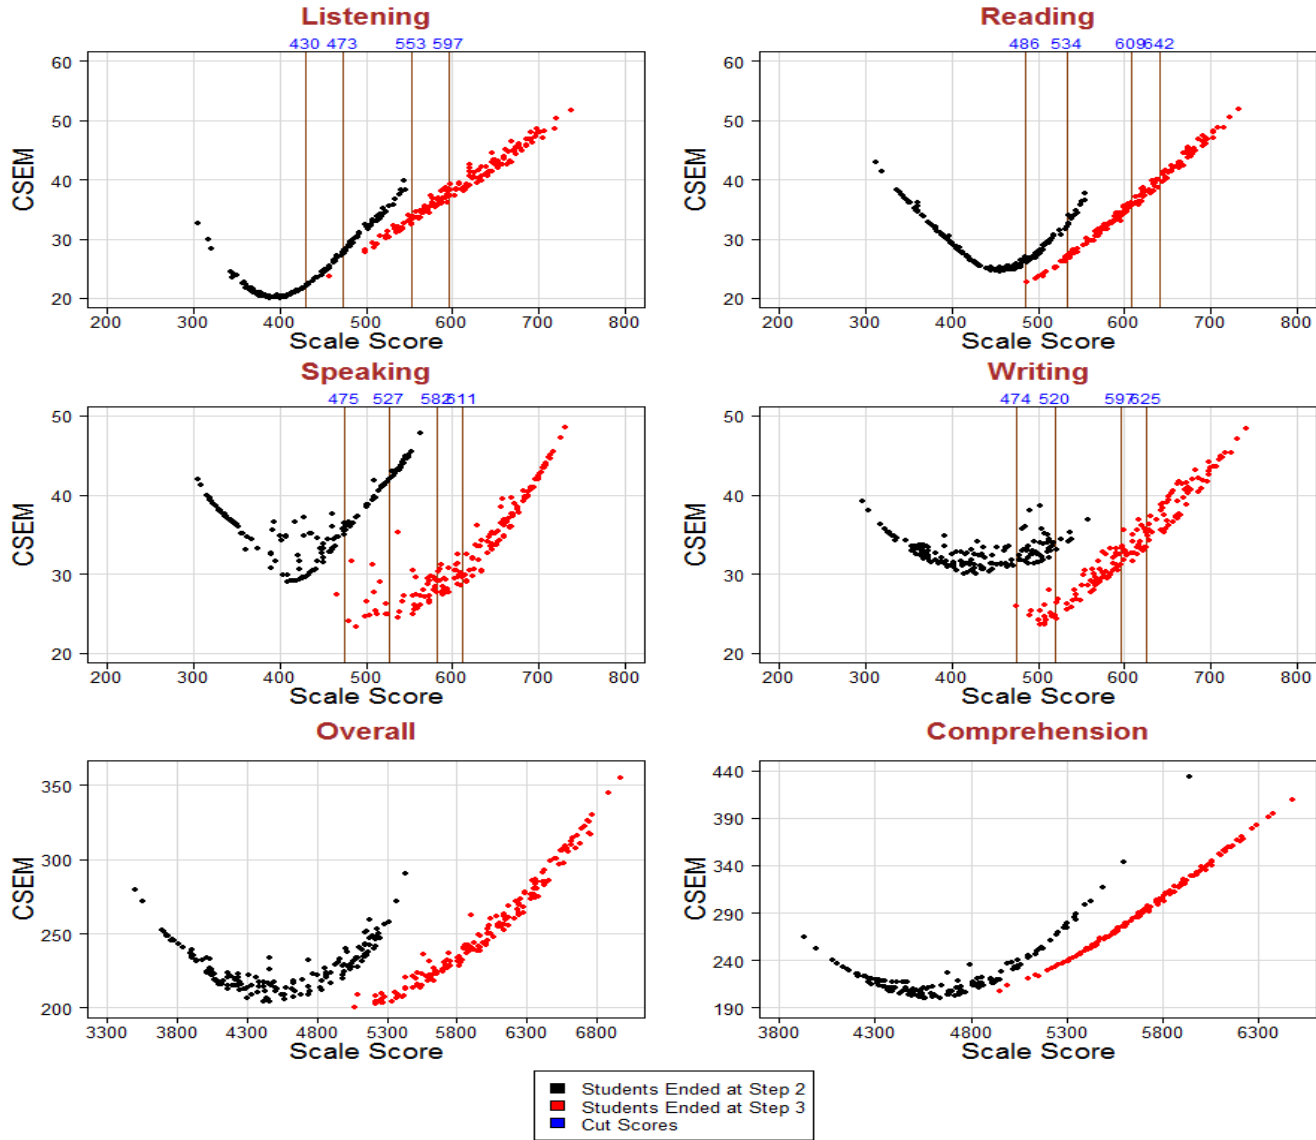 Listening
430 473 553 597
60
50
40
30
20
CSEM
200 300 400 500 600 700 800
Scale Score
Reading
486 534 609 642
60
50
40
30
20
CSEM
200 300 400 500 600 700 800
Scale Score
Speaking
475 527 582 611
50
40
30
20
CSEM
200 300 400 500 600 700 800
Scale Score
Writing
474 520 597 625
50
40
30
20
CSEM
200 300 400 500 600 700 800
Scale Score
Overall
350
300
250
200
CSEM
3300 3800 4300 4800 5300 5800 6300 6800
Scale Score
Comprehension
440
390
340
290
240
190
CSEM
3800 4300 4800 5300 5800 6300
Scale Score
Students Ended at Step 2
Students Ended at Step 3
Cut Scores